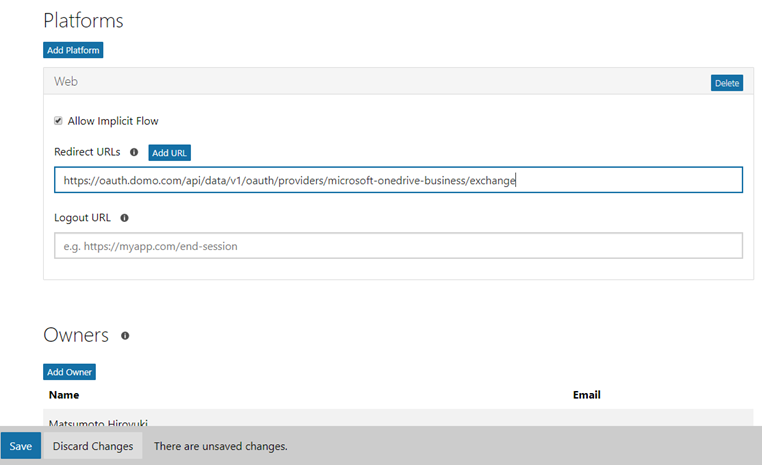 Platforms
Add Platform
Web
Delete
Allow Implicit Flow
Redirect URLs
Add URL
https://oauth.domo.com/api/data/v1/oauth/providers/microsoft-onedrive-business/exchange
Logout URL
e.g. https://myapp.com/end-session
Owners
Add Owner
Name Email
Matsumoto Hiroyuki
Save Discard Changes There are unsaved changes.